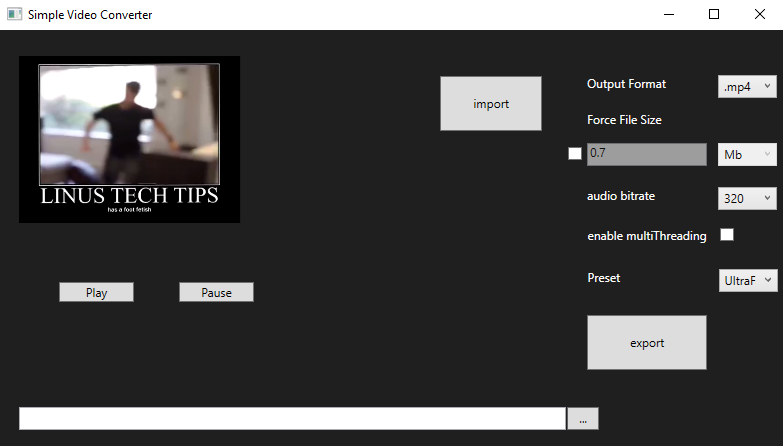 Simple Video Converter
LINUS TECH TIPS
has a foot fetish
Play
Pause
import
Output Format
.mp4
Force File Size
0.7
Mb
audio bitrate
320
enable multiThreading
Preset
UltraF
export
...